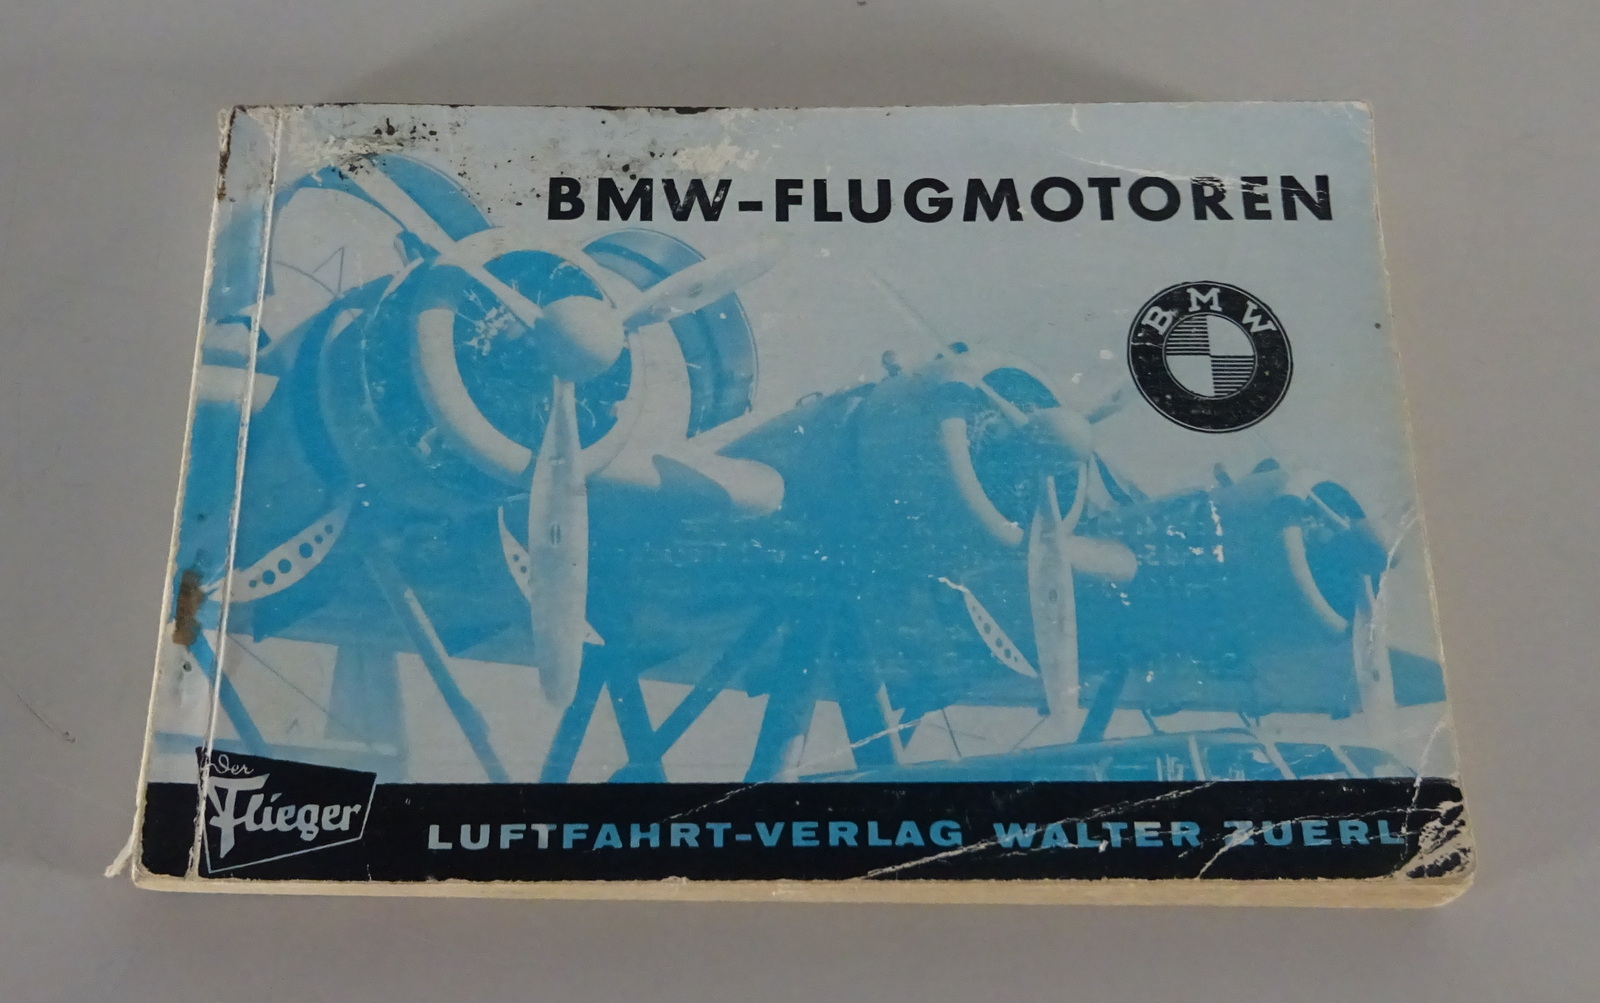 BMW-FLUGMOTOREN
BMW
Der
Flieger
LUFTFAHRT-VERLAG WALTER ZUERL